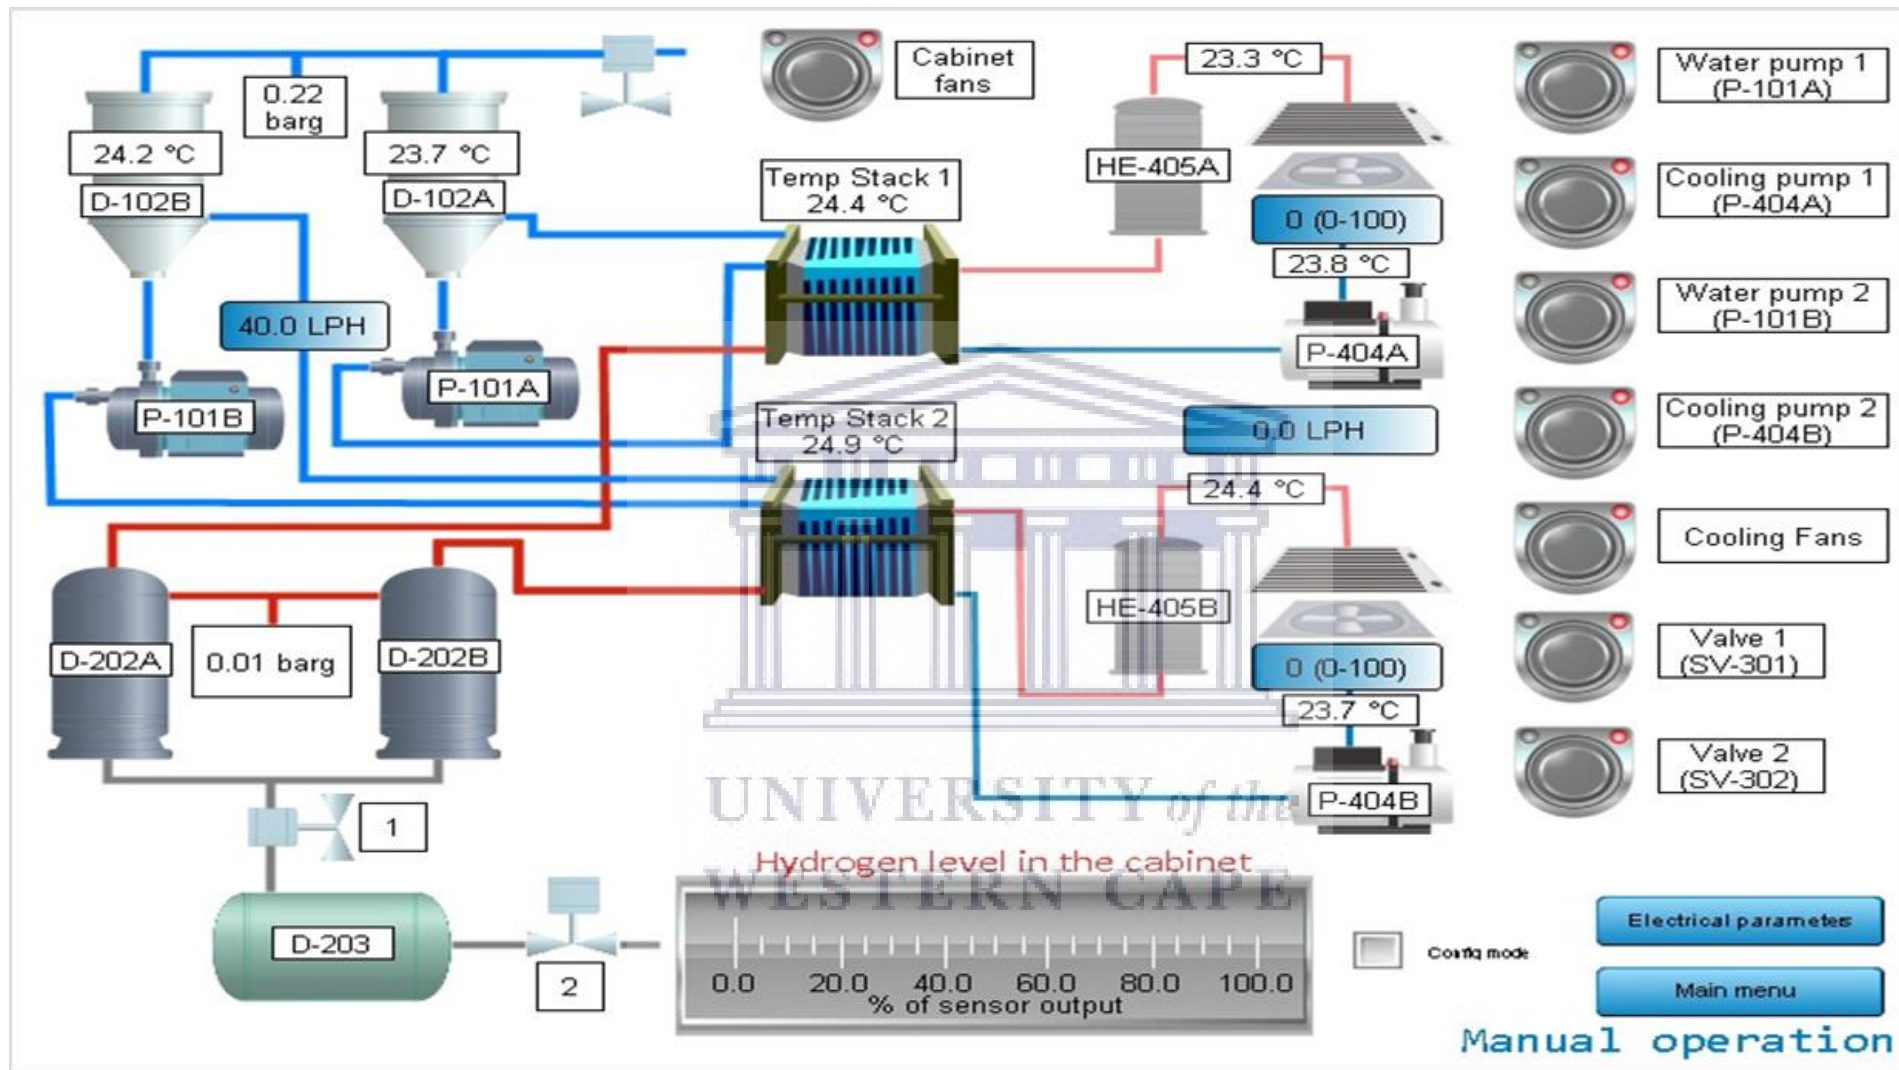 Cabinet
fans
0.22
barg
24.2 °C
D-102B
23.7 °C
D-102A
40.0 LPH
P-101B
P-101A
Temp Stack 1
24.4 °C
Temp Stack 2
24.9 °C
23.3 °C
HE-405A
0 (0-100)
23.8 °C
P-404A
0.0 LPH
24.4 °C
HE-405B
0 (0-100)
23.7 °C
P-404B
D-202A
0.01 barg
D-202B
1
D-203
2
Hydrogen level in the cabinet
0.0 20.0 40.0 60.0 80.0 100.0
% of sensor output
UNIVERSITY of the
WESTERN CAPE
Water pump 1
(P-101A)
Cooling pump 1
(P-404A)
Water pump 2
(P-101B)
Cooling pump 2
(P-404B)
Cooling Fans
Valve 1
(SV-301)
Valve 2
(SV-302)
Config mode
Electrical parameters
Main menu
Manual operation